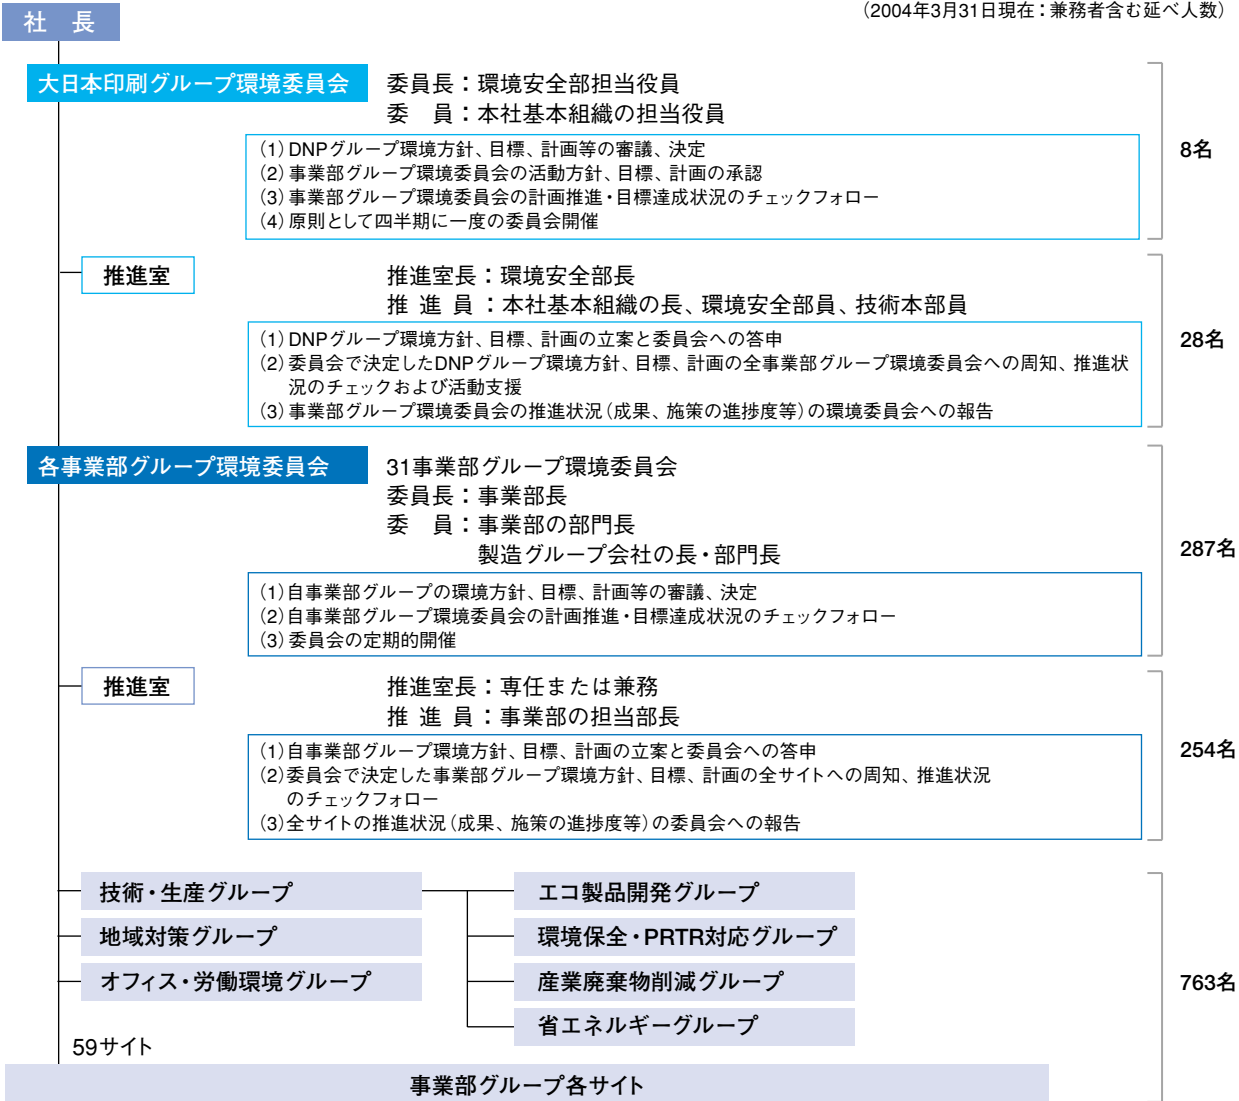 (2004年3月31日現在：兼務者含む延べ人数)
社　長
大日本印刷グループ環境委員会
委員長：環境安全部担当役員
委　員：本社基本組織の担当役員
(1)DNPグループ環境方針、目標、計画等の審議、決定
(2)事業部グループ環境委員会の活動方針、目標、計画の承認
(3)事業部グループ環境委員会の計画推進・目標達成状況のチェックフォロー
(4)原則として四半期に一度の委員会開催
8名
推進室
推進室長：環境安全部長
推 進 員：本社基本組織の長、環境安全部員、技術本部員
(1)DNPグループ環境方針、目標、計画の立案と委員会への答申
(2)委員会で決定したDNPグループ環境方針、目標、計画の全事業部グループ環境委員会への周知、推進状
況のチェックおよび活動支援
(3)事業部グループ環境委員会の推進状況(成果、施策の進捗度等)の環境委員会への報告
28名
各事業部グループ環境委員会
31事業部グループ環境委員会
委員長：事業部長
委　員：事業部の部門長
製造グループ会社の長・部門長
(1)自事業部グループの環境方針、目標、計画等の審議、決定
(2)自事業部グループ環境委員会の計画推進・目標達成状況のチェックフォロー
(3)委員会の定期的開催
287名
推進室
推進室長：専任または兼務
推 進 員：事業部の担当部長
(1)自事業部グループ環境方針、目標、計画の立案と委員会への答申
(2)委員会で決定した事業部グループ環境方針、目標、計画の全サイトへの周知、推進状況
のチェックフォロー
(3)全サイトの推進状況(成果、施策の進捗度等)の委員会への報告
254名
技術・生産グループ
地域対策グループ
オフィス・労働環境グループ
エコ製品開発グループ
環境保全・PRTR対応グループ
産業廃棄物削減グループ
省エネルギーグループ
763名
59サイト
事業部グループ各サイト